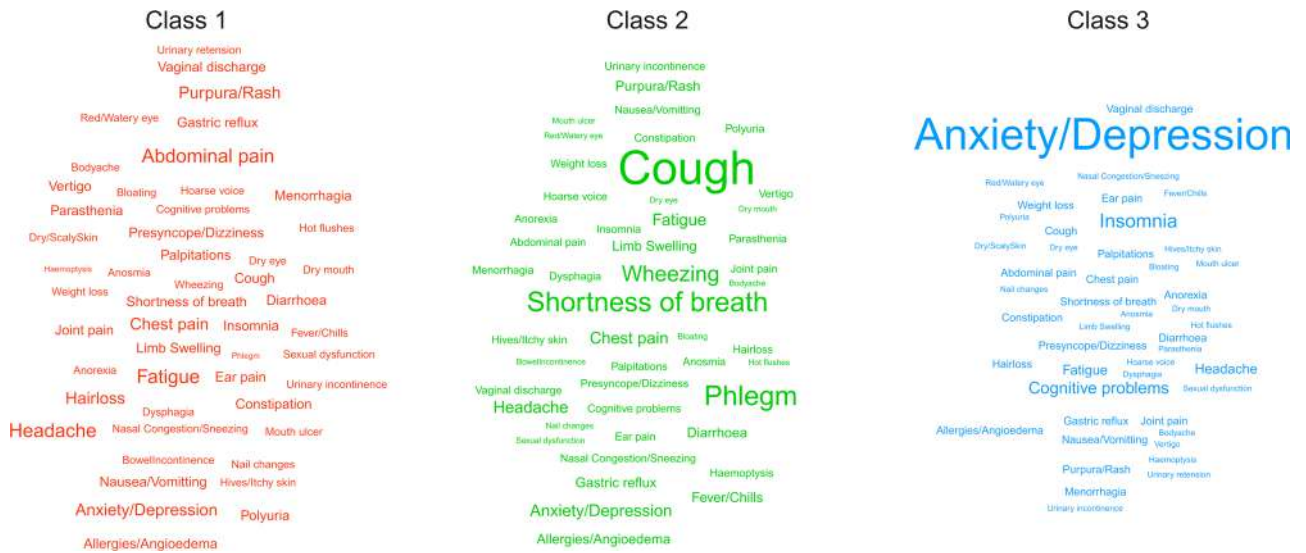 Class 1
Urinary retension
Vaginal discharge
Purpura/Rash
Red/Watery eye
Gastric reflux
Abdominal pain
Bodyache
Vertigo
Bloating
Hoarse voice
Menorrhagia
Parasthenia
Cognitive problems
Hot flushes
Dry/ScalySkin
Presyncope/Dizziness
Palpitations
Dry eye
Haemoptysis
Anosmia
Dry mouth
Cough
Wheezing
Weight loss
Shortness of breath
Diarrhoea
Joint pain
Chest pain
Insomnia
Fever/Chills
Limb Swelling
Phlegm
Sexual dysfunction
Anorexia
Fatigue
Ear pain
Urinary incontinence
Hairloss
Dysphagia
Constipation
Headache
Nasal Congestion/Sneezing
Mouth ulcer
BowelIncontinence
Nail changes
Nausea/Vomitting
Hives/Itchy skin
Anxiety/Depression
Polyuria
Allergies/Angioedema
Class 2
Urinary incontinence
Purpura/Rash
Nausea/Vomitting
Mouth ulcer
Polyuria
Red/Watery eye
Constipation
Weight loss
Cough
Hoarse voice
Dry eye
Vertigo
Dry mouth
Anorexia
Fatigue
Insomnia
Abdominal pain
Limb Swelling
Parasthenia
Menorrhagia
Dysphagia
Wheezing
Joint pain
Bodyache
Shortness of breath
Hives/Itchy skin
Chest pain
Bloating
Hairloss
BowelIncontinence
Palpitations
Anosmia
Hot flushes
Vaginal discharge
Presyncope/Dizziness
Phlegm
Headache
Cognitive problems
Nail changes
Sexual dysfunction
Ear pain
Diarrhoea
Nasal Congestion/Sneezing
Haemoptysis
Gastric reflux
Fever/Chills
Anxiety/Depression
Allergies/Angioedema
Class 3
Vaginal discharge
Anxiety/Depression
Nasal Congestion/Sneezing
Red/Watery eye
Fever/Chills
Ear pain
Weight loss
Polyuria
Insomnia
Cough
Dry/ScalySkin
Dry eye
Palpitations
Hives/Itchy skin
Bloating
Mouth ulcer
Abdominal pain
Chest pain
Nail changes
Anorexia
Shortness of breath
Dry mouth
Constipation
Anosmia
Limb Swelling
Hot flushes
Diarrhoea
Presyncope/Dizziness
Parasthenia
Hairloss
Hoarse voice
Fatigue
Dysphagia
Headache
Cognitive problems
Sexual dysfunction
Gastric reflux
Joint pain
Allergies/Angioedema
Bodyache
Nausea/Vomitting
Vertigo
Haemoptysis
Purpura/Rash
Urinary retension
Menorrhagia
Urinary incontinence